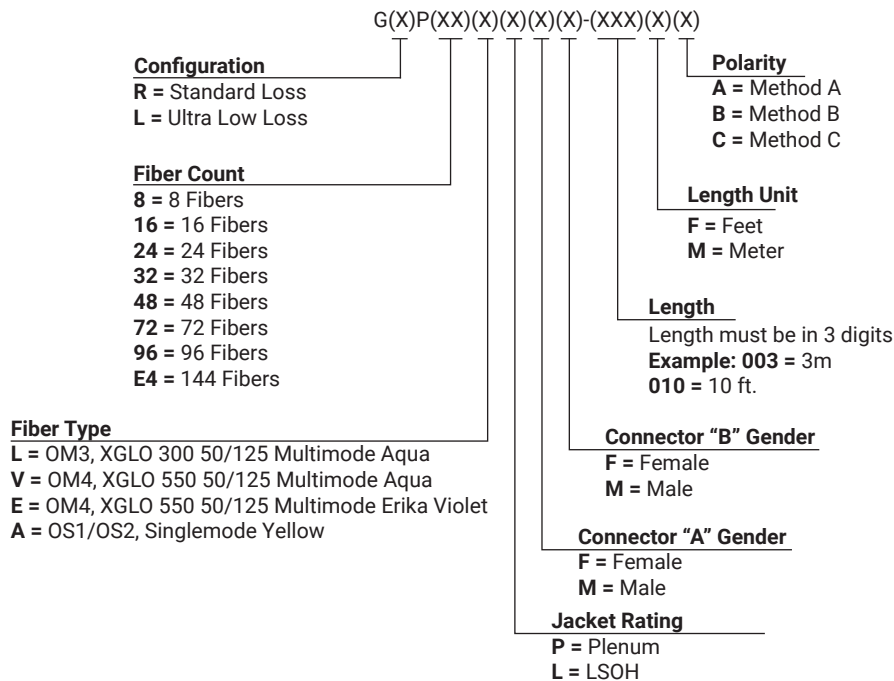 G(X)P(XX)(X)(X)(X)(X)-(XXX)(X)(X)
Configuration
R = Standard Loss
L = Ultra Low Loss
Fiber Count
8 = 8 Fibers
16 = 16 Fibers
24 = 24 Fibers
32 = 32 Fibers
48 = 48 Fibers
72 = 72 Fibers
96 = 96 Fibers
E4 = 144 Fibers
Fiber Type
L = OM3, XGLO 300 50/125 Multimode Aqua
V = OM4, XGLO 550 50/125 Multimode Aqua
E = OM4, XGLO 550 50/125 Multimode Erika Violet
A = OS1/OS2, Singlemode Yellow
Polarity
A = Method A
B = Method B
C = Method C
Length Unit
F = Feet
M = Meter
Length
Length must be in 3 digits
Example: 003 = 3m
010 = 10 ft.
Connector “B” Gender
F = Female
M = Male
Connector “A” Gender
F = Female
M = Male
Jacket Rating
P = Plenum
L = LSOH